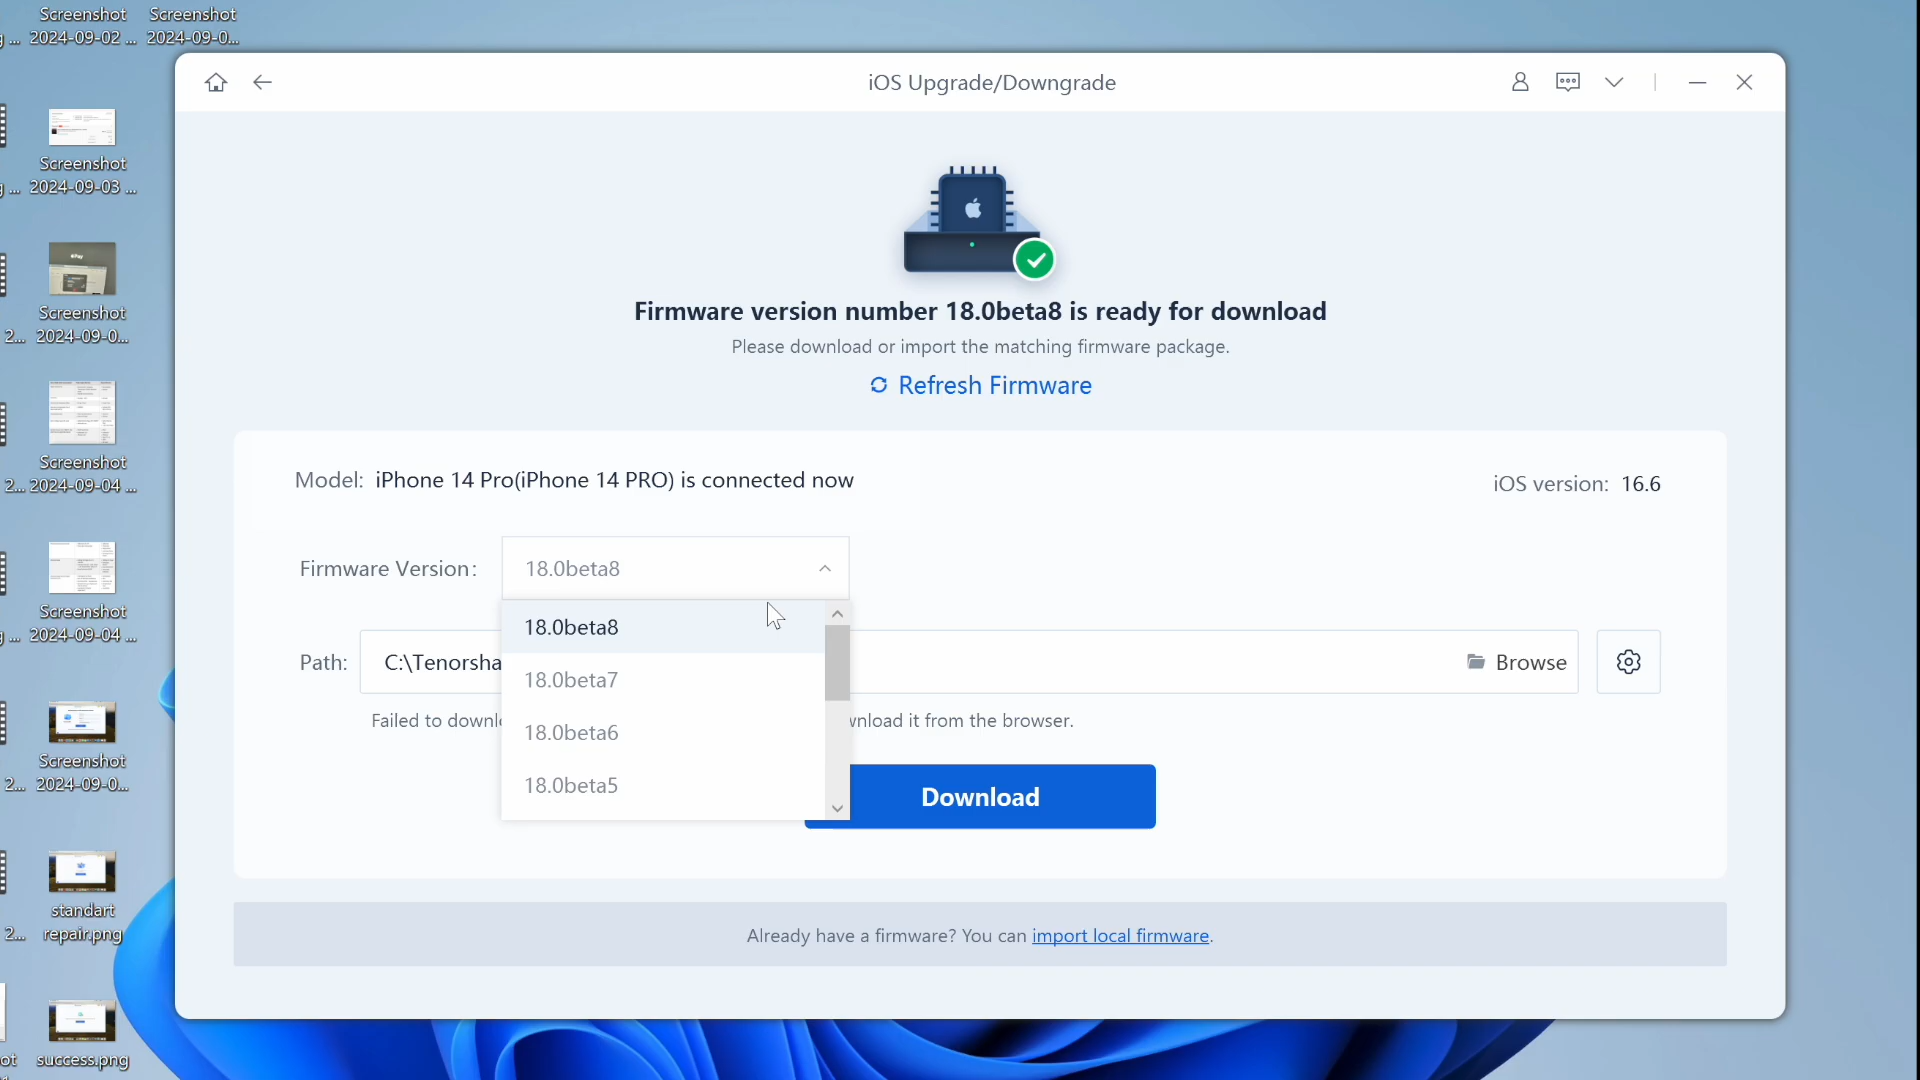 Screenshot
2024-09-02 ...
Screenshot
2024-09-0...
iOS Upgrade/Downgrade
Screenshot
2024-09-03 ...
Screenshot
2024-09-0...
Screenshot
2024-09-04 ...
Screenshot
2024-09-04 ...
Screenshot
2024-09-0...
standart
repair.png
success.png
Firmware version number 18.0beta8 is ready for download
Please download or import the matching firmware package.
Refresh Firmware
Model: iPhone 14 Pro(iPhone 14 PRO) is connected now
iOS version: 16.6
Firmware Version: 18.0beta8
18.0beta8
18.0beta7
18.0beta6
18.0beta5
Path: C:\Tenorsha
Browse
Failed to downl
wnload it from the browser.
Download
Already have a firmware? You can import local firmware.